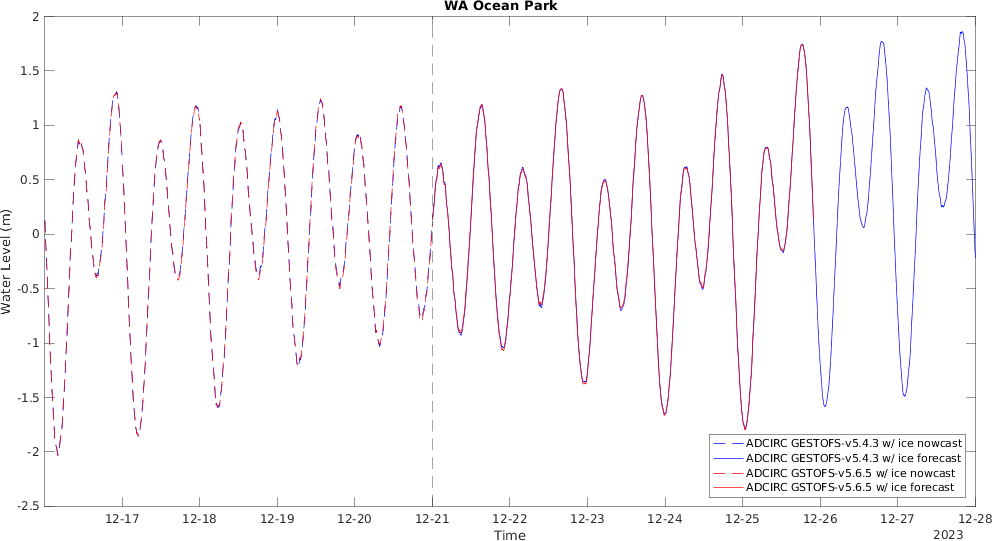 WA Ocean Park
2
1.5
1
0.5
0
-0.5
-1
-1.5
-2
-2.5
Water Level (m)
ADCIRC GESTOFS-v5.4.3 w/ ice nowcast
ADCIRC GESTOFS-v5.4.3 w/ ice forecast
ADCIRC GSTOFS-v5.6.5 w/ ice nowcast
ADCIRC GSTOFS-v5.6.5 w/ ice forecast
12-17 12-18 12-19 12-20 12-21 12-22 12-23 12-24 12-25 12-26 12-27 12-28
Time
2023